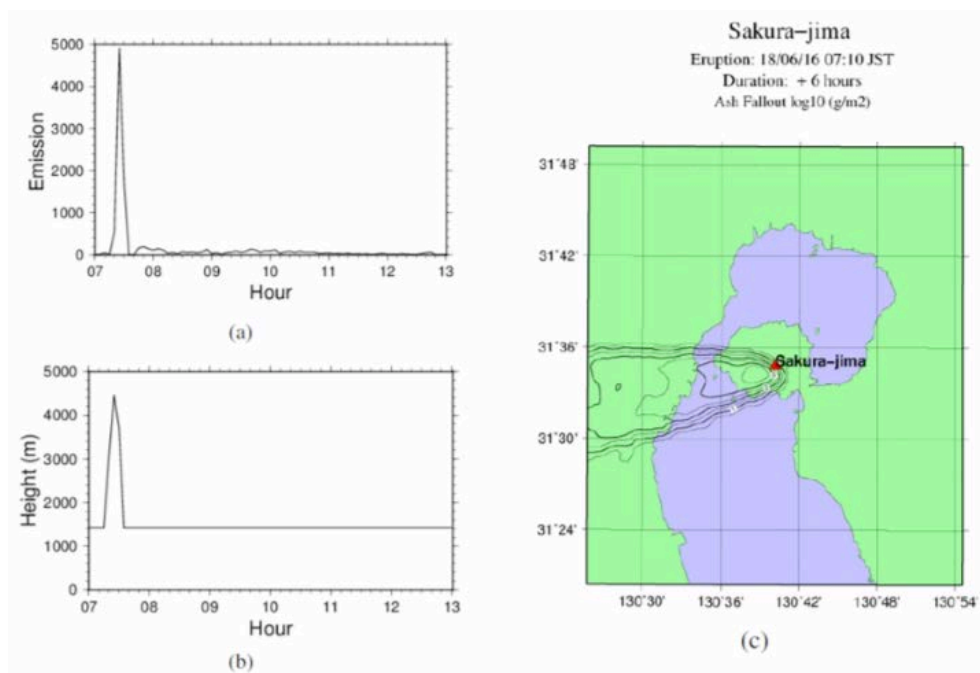 5000
4000
3000
2000
1000
0
Emission
07 08 09 10 11 12 13
Hour
(a)
5000
4000
3000
2000
1000
0
Height (m)
07 08 09 10 11 12 13
Hour
(b)
Sakura-jima
Eruption: 18/06/16 07:10 JST
Duration: + 6 hours
Ash Fallout log10 (g/m2)
31°48'
31°42'
31°36'
31°30'
31°24'
Sakura-jima
130°30' 130°36' 130°42' 130°48' 130°54'
(c)